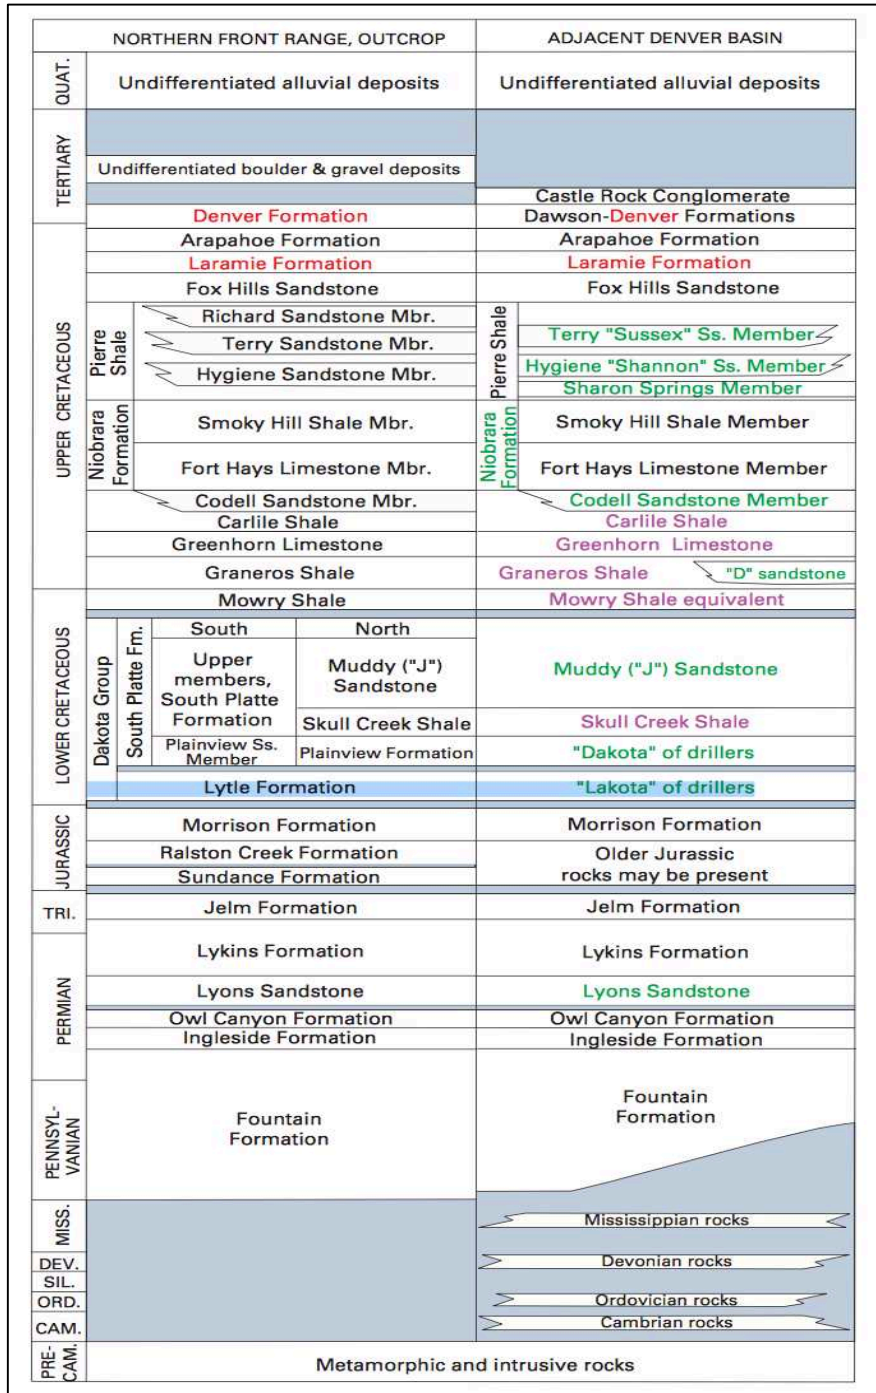 NORTHERN FRONT RANGE, OUTCROP
ADJACENT DENVER BASIN
QUAT.
Undifferentiated alluvial deposits
Undifferentiated alluvial deposits
TERTIARY
Undifferentiated boulder & gravel deposits
Castle Rock Conglomerate
Denver Formation
Dawson-Denver Formations
UPPER CRETACEOUS
Arapahoe Formation
Arapahoe Formation
Laramie Formation
Laramie Formation
Fox Hills Sandstone
Fox Hills Sandstone
Pierre
Shale
Richard Sandstone Mbr.
Terry Sandstone Mbr.
Hygiene Sandstone Mbr.
Pierre Shale
Terry "Sussex" Ss. Member
Hygiene "Shannon" Ss. Member
Sharon Springs Member
Niobrara
Formation
Smoky Hill Shale Mbr.
Fort Hays Limestone Mbr.
Niobrara
Formation
Smoky Hill Shale Member
Fort Hays Limestone Member
Codell Sandstone Mbr.
Codell Sandstone Member
Carlile Shale
Carlile Shale
Greenhorn Limestone
Greenhorn Limestone
Graneros Shale
Graneros Shale
"D" sandstone
LOWER CRETACEOUS
Mowry Shale
Mowry Shale equivalent
Dakota Group
South Platte Fm.
South
North
Upper
members,
South Platte
Formation
Muddy ("J")
Sandstone
Muddy ("J") Sandstone
Skull Creek Shale
Skull Creek Shale
Plainview Ss.
Member
Plainview Formation
"Dakota" of drillers
Lytle Formation
"Lakota" of drillers
JURASSIC
Morrison Formation
Morrison Formation
Ralston Creek Formation
Sundance Formation
Older Jurassic
rocks may be present
TRI.
Jelm Formation
Jelm Formation
PERMIAN
Lykins Formation
Lykins Formation
Lyons Sandstone
Lyons Sandstone
Owl Canyon Formation
Owl Canyon Formation
Ingleside Formation
Ingleside Formation
PENNSYL-
VANIAN
Fountain
Formation
Fountain
Formation
MISS.
Mississippian rocks
DEV.
Devonian rocks
SIL.
ORD.
Ordovician rocks
CAM.
Cambrian rocks
PRE-
CAM.
Metamorphic and intrusive rocks